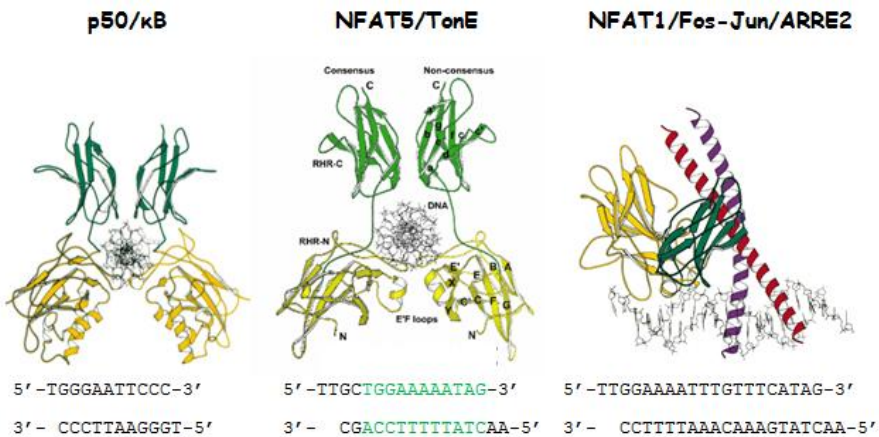 p50/κB NFAT5/TonE NFAT1/Fos-Jun/ARRE2
Consensus Non-consensus
C C
a' g f c c'
b e
d
a
RHR-C
DNA
RHR-N
E' E B A
X
Y C' C F G
E'F loops
N N
5’-TGGGAATTCCC-3’ 5’-TTGCTGGAAAAATAG-3’ 5’-TTGGAAAATTTGTTTCATAG-3’
3’- CCCTTAAGGGT-5’ 3’- CGACCTTTTTATCAA-5’ 3’- CCTTTTAAACAAAGTATCAA-5’